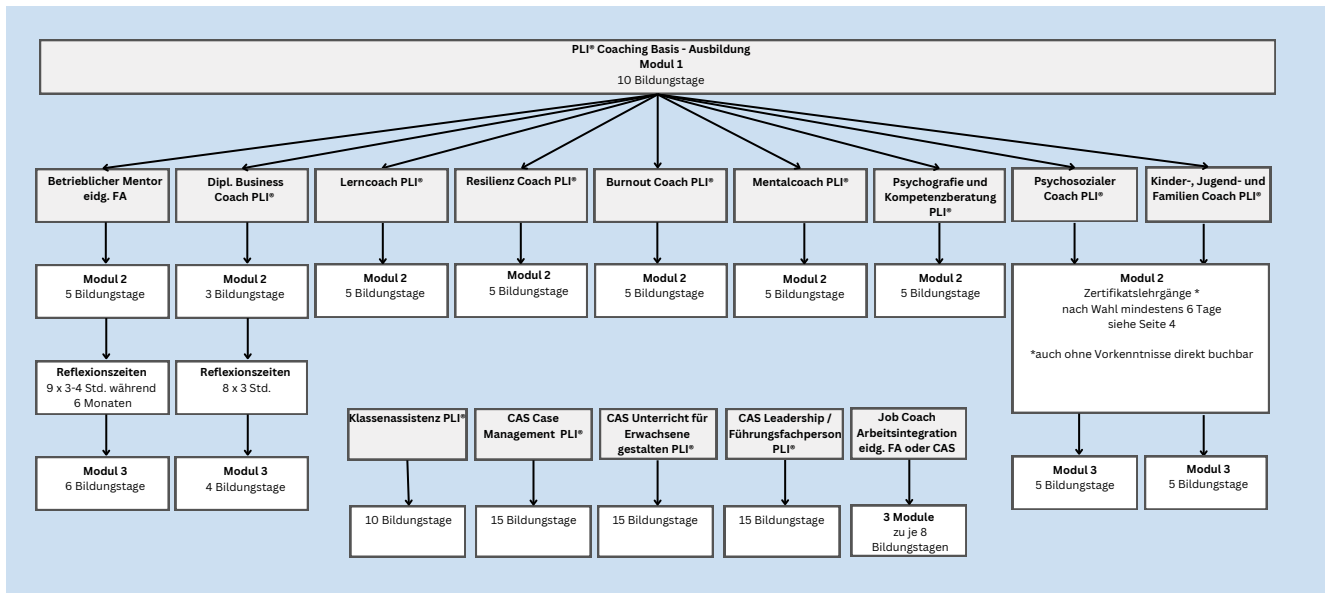 PLI® Coaching Basis - Ausbildung
Modul 1
10 Bildungstage
Betrieblicher Mentor
eidg. FA
Dipl. Business
Coach PLI®
Lerncoach PLI®
Resilienz Coach PLI®
Burnout Coach PLI®
Mentalcoach PLI®
Psychografie und
Kompetenzberatung
PLI®
Psychosozialer
Coach PLI®
Kinder-, Jugend- und
Familien Coach PLI®
Modul 2
5 Bildungstage
Modul 2
3 Bildungstage
Modul 2
5 Bildungstage
Modul 2
5 Bildungstage
Modul 2
5 Bildungstage
Modul 2
5 Bildungstage
Modul 2
5 Bildungstage
Modul 2
Zertifikatslehrgänge *
nach Wahl mindestens 6 Tage
siehe Seite 4
*auch ohne Vorkenntnisse direkt buchbar
Reflexionszeiten
9 x 3-4 Std. während
6 Monaten
Reflexionszeiten
8 x 3 Std.
Modul 3
6 Bildungstage
Modul 3
4 Bildungstage
Klassenassistenz PLI®
CAS Case
Management PLI®
CAS Unterricht für
Erwachsene
gestalten PLI®
CAS Leadership /
Führungsfachperson
PLI®
Job Coach
Arbeitsintegration
eidg. FA oder CAS
10 Bildungstage
15 Bildungstage
15 Bildungstage
15 Bildungstage
3 Module
zu je 8
Bildungstagen
Modul 3
5 Bildungstage
Modul 3
5 Bildungstage